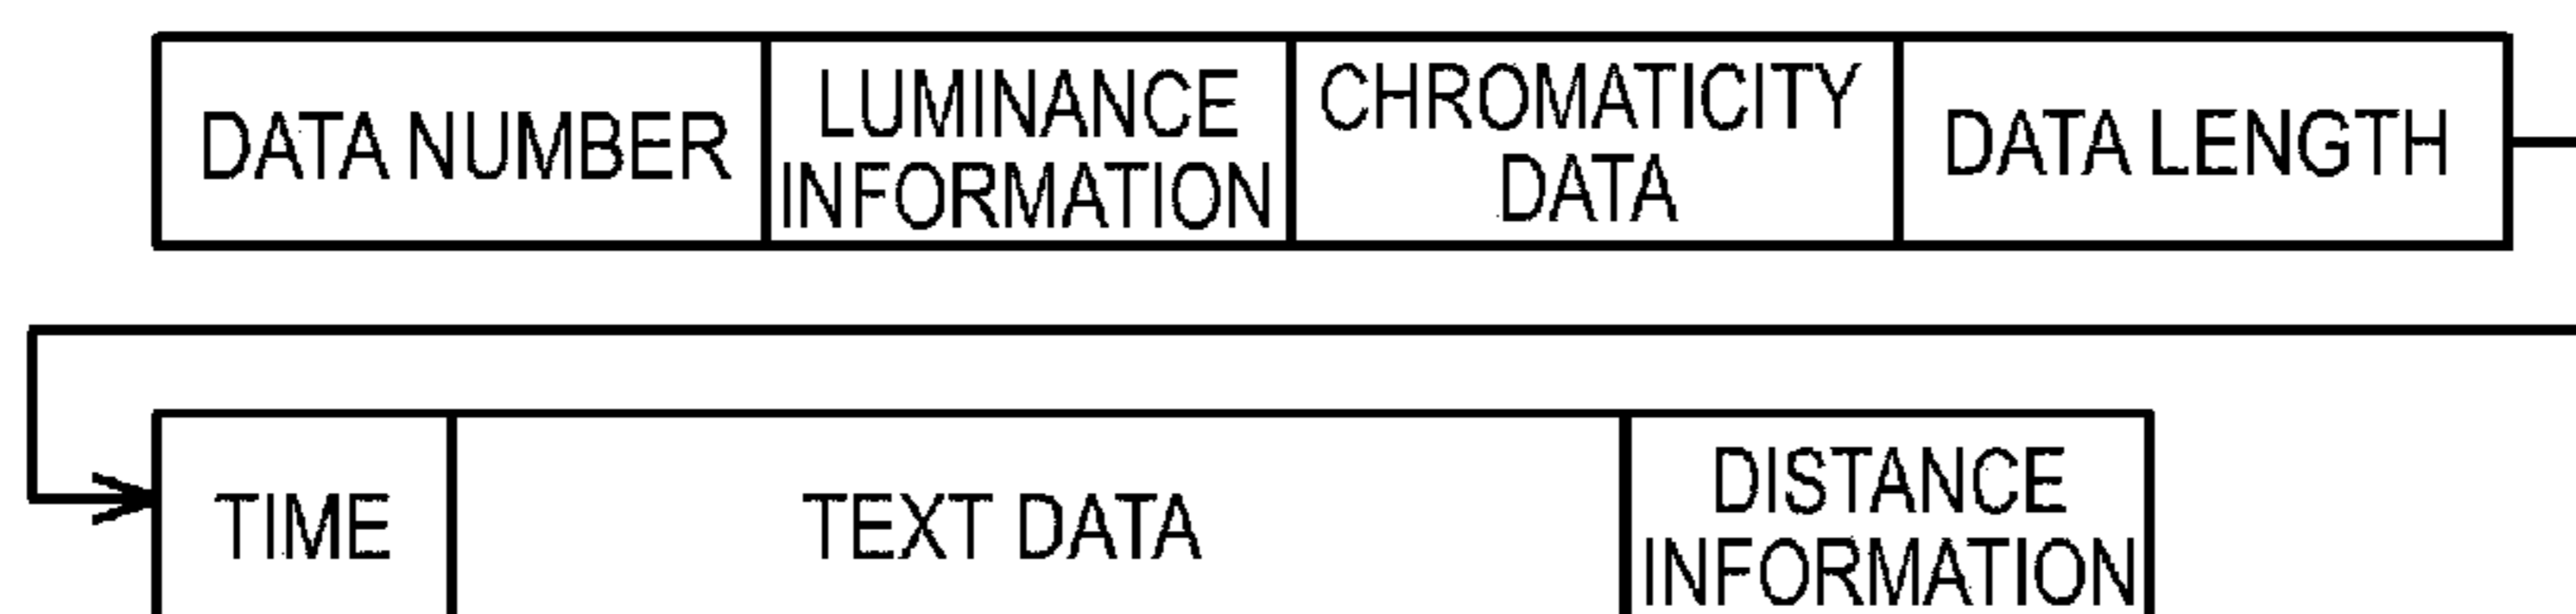 DATA NUMBER
LUMINANCE
INFORMATION
CHROMATICITY
DATA
DATA LENGTH
TIME
TEXT DATA
DISTANCE
INFORMATION